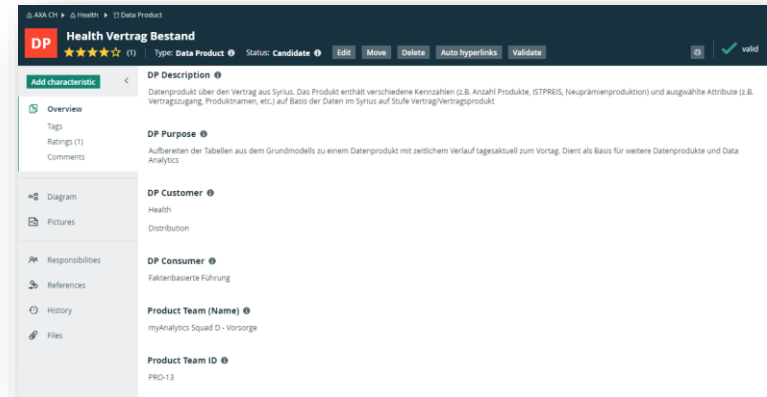 AXA CH ▸ Health ▸ Data Product
DP
Health Vertrag Bestand
(1) Type: Data Product Status: Candidate Edit Move Delete Auto hyperlinks Validate
valid
Add characteristic
Overview
Tags
Ratings (1)
Comments
Diagram
Pictures
Responsibilities
References
History
Files
DP Description
Datenprodukt über den Vertrag aus Syrius. Das Produkt enthält verschiedene Kennzahlen (z.B. Anzahl Produkte, ISTPREIS, Neuprämienproduktion) und ausgwählte Attribute (z.B.
Vertragszugang, Produktnamen, etc.) auf Basis der Daten im Syrius auf Stufe Vertrag/Vertragsprodukt
DP Purpose
Aufbereiten der Tabellen aus dem Grundmodells zu einem Datenprodukt mit zeitlichem Verlauf tagesaktuell zum Vortag. Dient als Basis für weitere Datenprodukte und Data
Analytics
DP Customer
Health
Distribution
DP Consumer
Faktenbasierte Führung
Product Team (Name)
myAnalytics Squad D - Vorsorge
Product Team ID
PRO-13